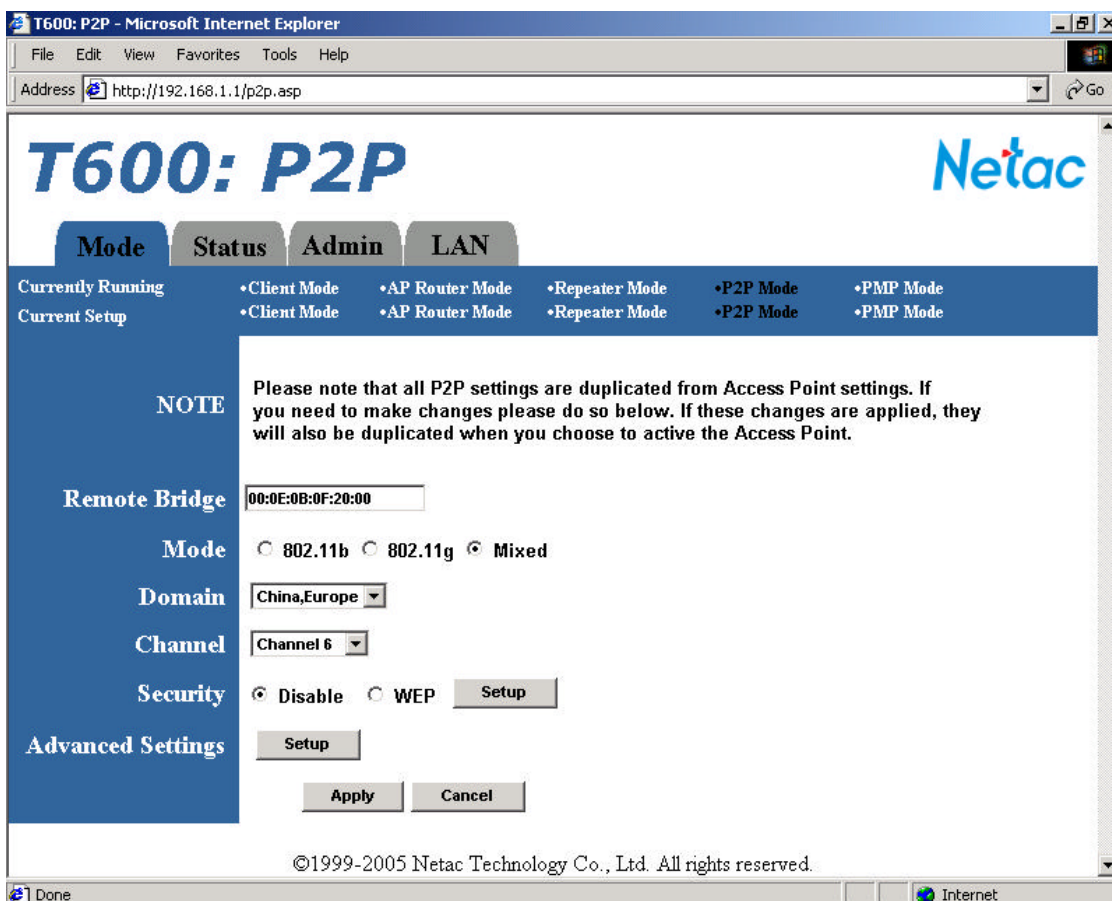 T600: P2P - Microsoft Internet Explorer
File Edit View Favorites Tools Help
Address http://192.168.1.1/p2p.asp Go
T600: P2P
Netac
Mode Status Admin LAN
Currently Running •Client Mode •AP Router Mode •Repeater Mode •P2P Mode •PMP Mode
Current Setup •Client Mode •AP Router Mode •Repeater Mode •P2P Mode •PMP Mode
NOTE
Please note that all P2P settings are duplicated from Access Point settings. If
you need to make changes please do so below. If these changes are applied, they
will also be duplicated when you choose to active the Access Point.
Remote Bridge 00:0E:0B:0F:20:00
Mode 802.11b 802.11g Mixed
Domain China,Europe
Channel Channel 6
Security Disable WEP Setup
Advanced Settings Setup
Apply Cancel
©1999-2005 Netac Technology Co., Ltd. All rights reserved.
Done Internet